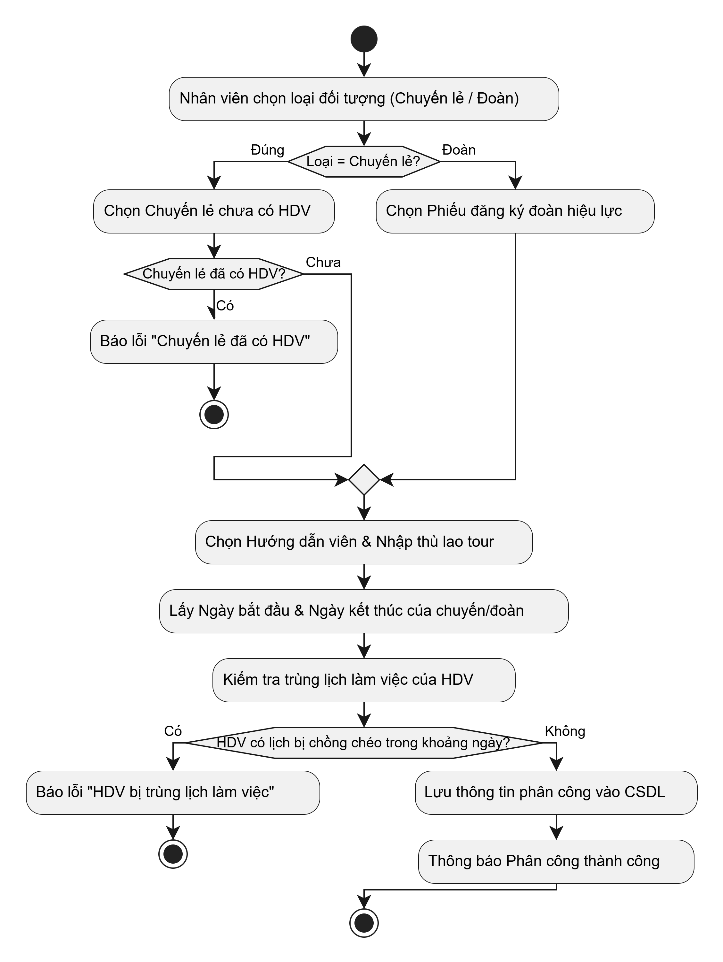 Nhân viên chọn loại đối tượng (Chuyến lẻ / Đoàn)
Đúng
Loại = Chuyến lẻ?
Đoàn
Chọn Chuyến lẻ chưa có HDV
Chọn Phiếu đăng ký đoàn hiệu lực
Chuyến lẻ đã có HDV?
Chưa
Có
Báo lỗi "Chuyến lẻ đã có HDV"
Chọn Hướng dẫn viên & Nhập thù lao tour
Lấy Ngày bắt đầu & Ngày kết thúc của chuyến/đoàn
Kiểm tra trùng lịch làm việc của HDV
Có
HDV có lịch bị chồng chéo trong khoảng ngày?
Không
Báo lỗi "HDV bị trùng lịch làm việc"
Lưu thông tin phân công vào CSDL
Thông báo Phân công thành công